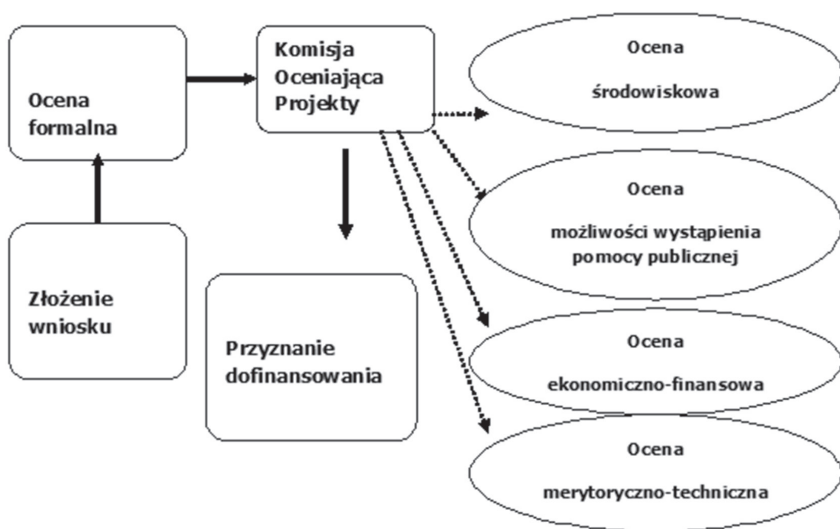 Ocena
formalna
Komisja
Oceniająca
Projekty
Ocena
środowiskowa
Ocena
możliwości wystąpienia
pomocy publicznej
Złożenie
wniosku
Przyznanie
dofinansowania
Ocena
ekonomiczno-finansowa
Ocena
merytoryczno-techniczna